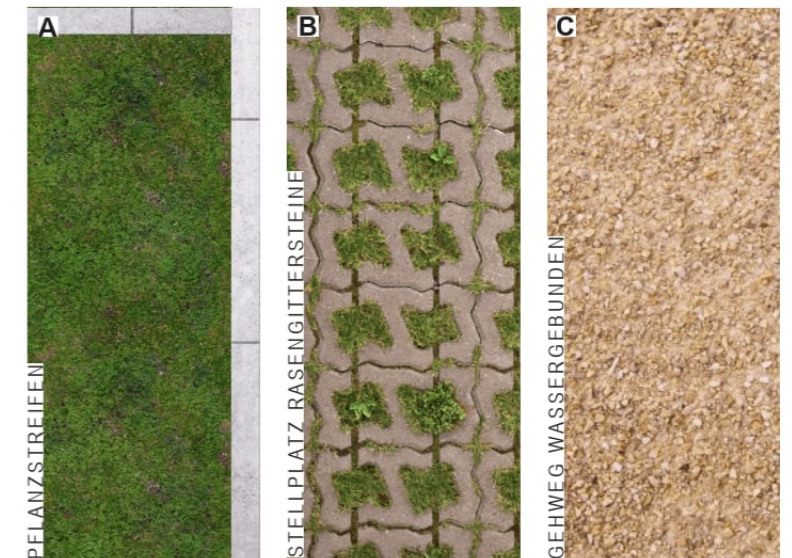 A
PFLANZSTREIFEN
B
STELLPLATZ RASENGITTERSTEINE
C
GEHWEG WASSERGEBUNDEN